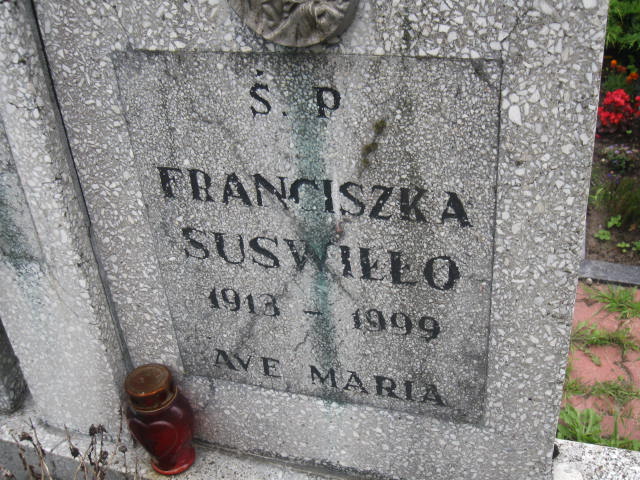 Ś. P
FRANCISZKA
SUSWIŁŁO
1913 - 1999
AVE MARIA